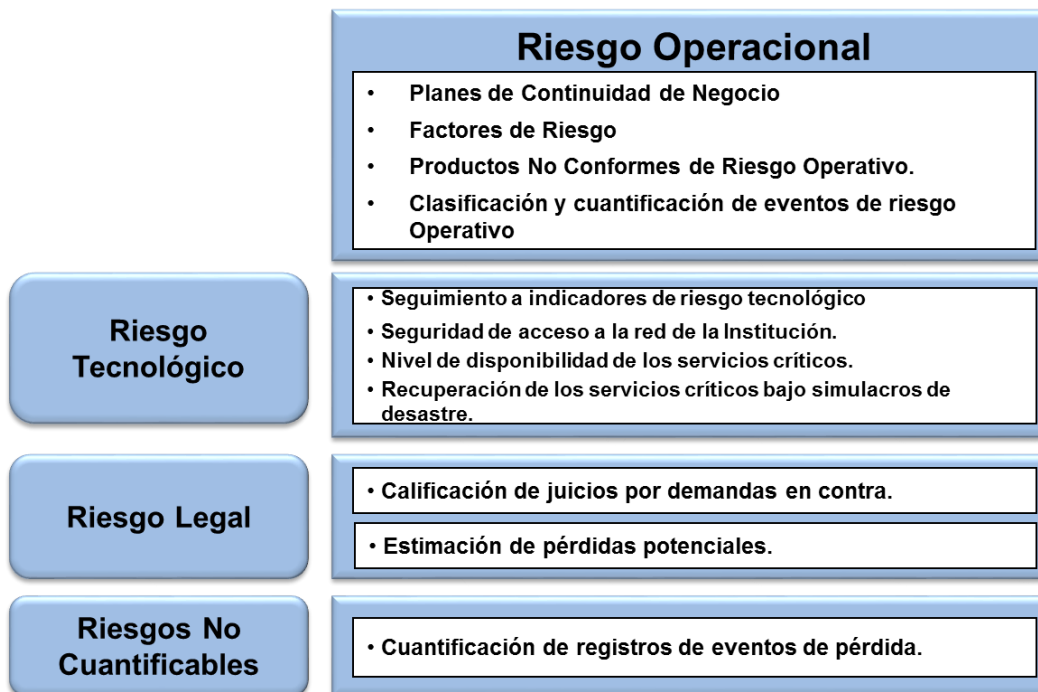 Riesgo Operacional
• Planes de Continuidad de Negocio
• Factores de Riesgo
• Productos No Conformes de Riesgo Operativo.
• Clasificación y cuantificación de eventos de riesgo
Operativo
Riesgo
Tecnológico
• Seguimiento a indicadores de riesgo tecnológico
• Seguridad de acceso a la red de la Institución.
• Nivel de disponibilidad de los servicios críticos.
• Recuperación de los servicios críticos bajo simulacros de
desastre.
Riesgo Legal
• Calificación de juicios por demandas en contra.
• Estimación de pérdidas potenciales.
Riesgos No
Cuantificables
• Cuantificación de registros de eventos de pérdida.